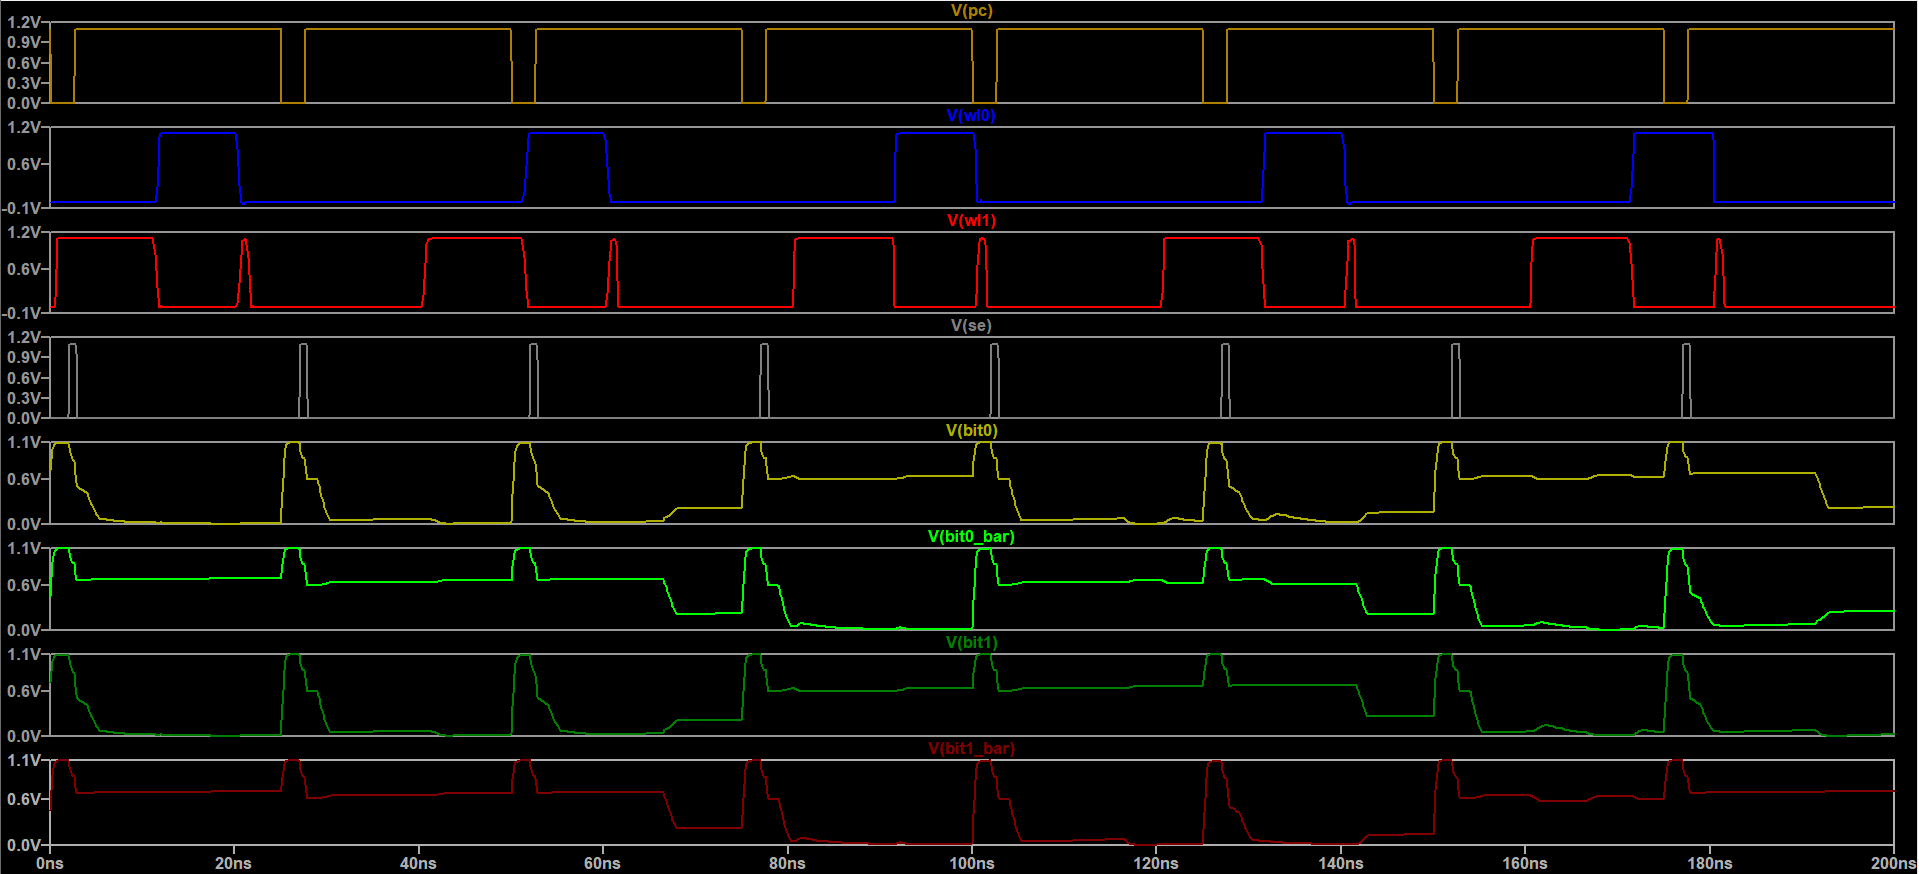 V(pc)
1.2V
0.9V
0.6V
0.3V
0.0V
V(wl0)
1.2V
0.6V
-0.1V
V(wl1)
1.2V
0.6V
-0.1V
V(se)
1.2V
0.9V
0.6V
0.3V
0.0V
V(bit0)
1.1V
0.6V
0.0V
V(bit0_bar)
1.1V
0.6V
0.0V
V(bit1)
1.1V
0.6V
0.0V
V(bit1_bar)
1.1V
0.6V
0.0V
0ns 20ns 40ns 60ns 80ns 100ns 120ns 140ns 160ns 180ns 200ns